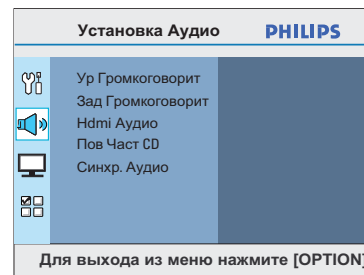 Установка Аудио PHILIPS
Ур Громкоговорит
Зад Громкоговорит
Hdmi Аудио
Пов Част CD
Синхр. Аудио
Для выхода из меню нажмите [OPTION]